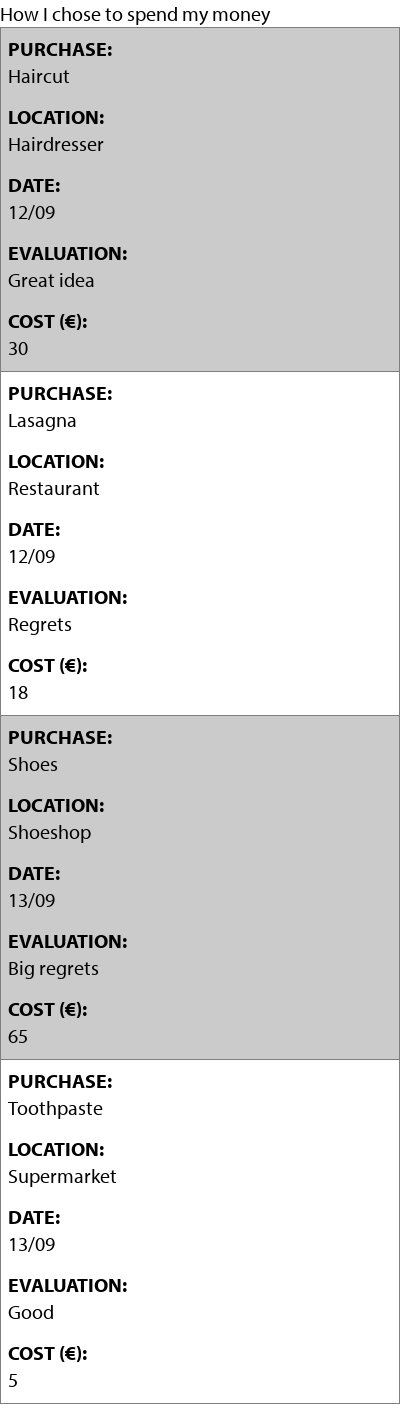 How I chose to spend my money
PURCHASE:
Haircut
LOCATION:
Hairdresser
DATE:
12/09
EVALUATION:
Great idea
COST (€):
30
PURCHASE:
Lasagna
LOCATION:
Restaurant
DATE:
12/09
EVALUATION:
Regrets
COST (€):
18
PURCHASE:
Shoes
LOCATION:
Shoeshop
DATE:
13/09
EVALUATION:
Big regrets
COST (€):
65
PURCHASE:
Toothpaste
LOCATION:
Supermarket
DATE:
13/09
EVALUATION:
Good
COST (€):
5